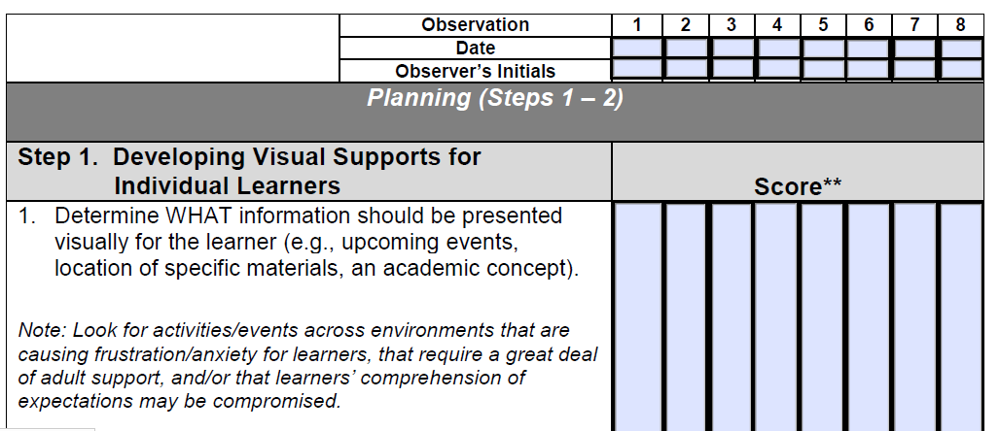 Observation 1 2 3 4 5 6 7 8
Date
Observer’s Initials
Planning (Steps 1 – 2)
Step 1. Developing Visual Supports for
Individual Learners
Score**
1. Determine WHAT information should be presented
visually for the learner (e.g., upcoming events,
location of specific materials, an academic concept).
Note: Look for activities/events across environments that are
causing frustration/anxiety for learners, that require a great deal
of adult support, and/or that learners’ comprehension of
expectations may be compromised.